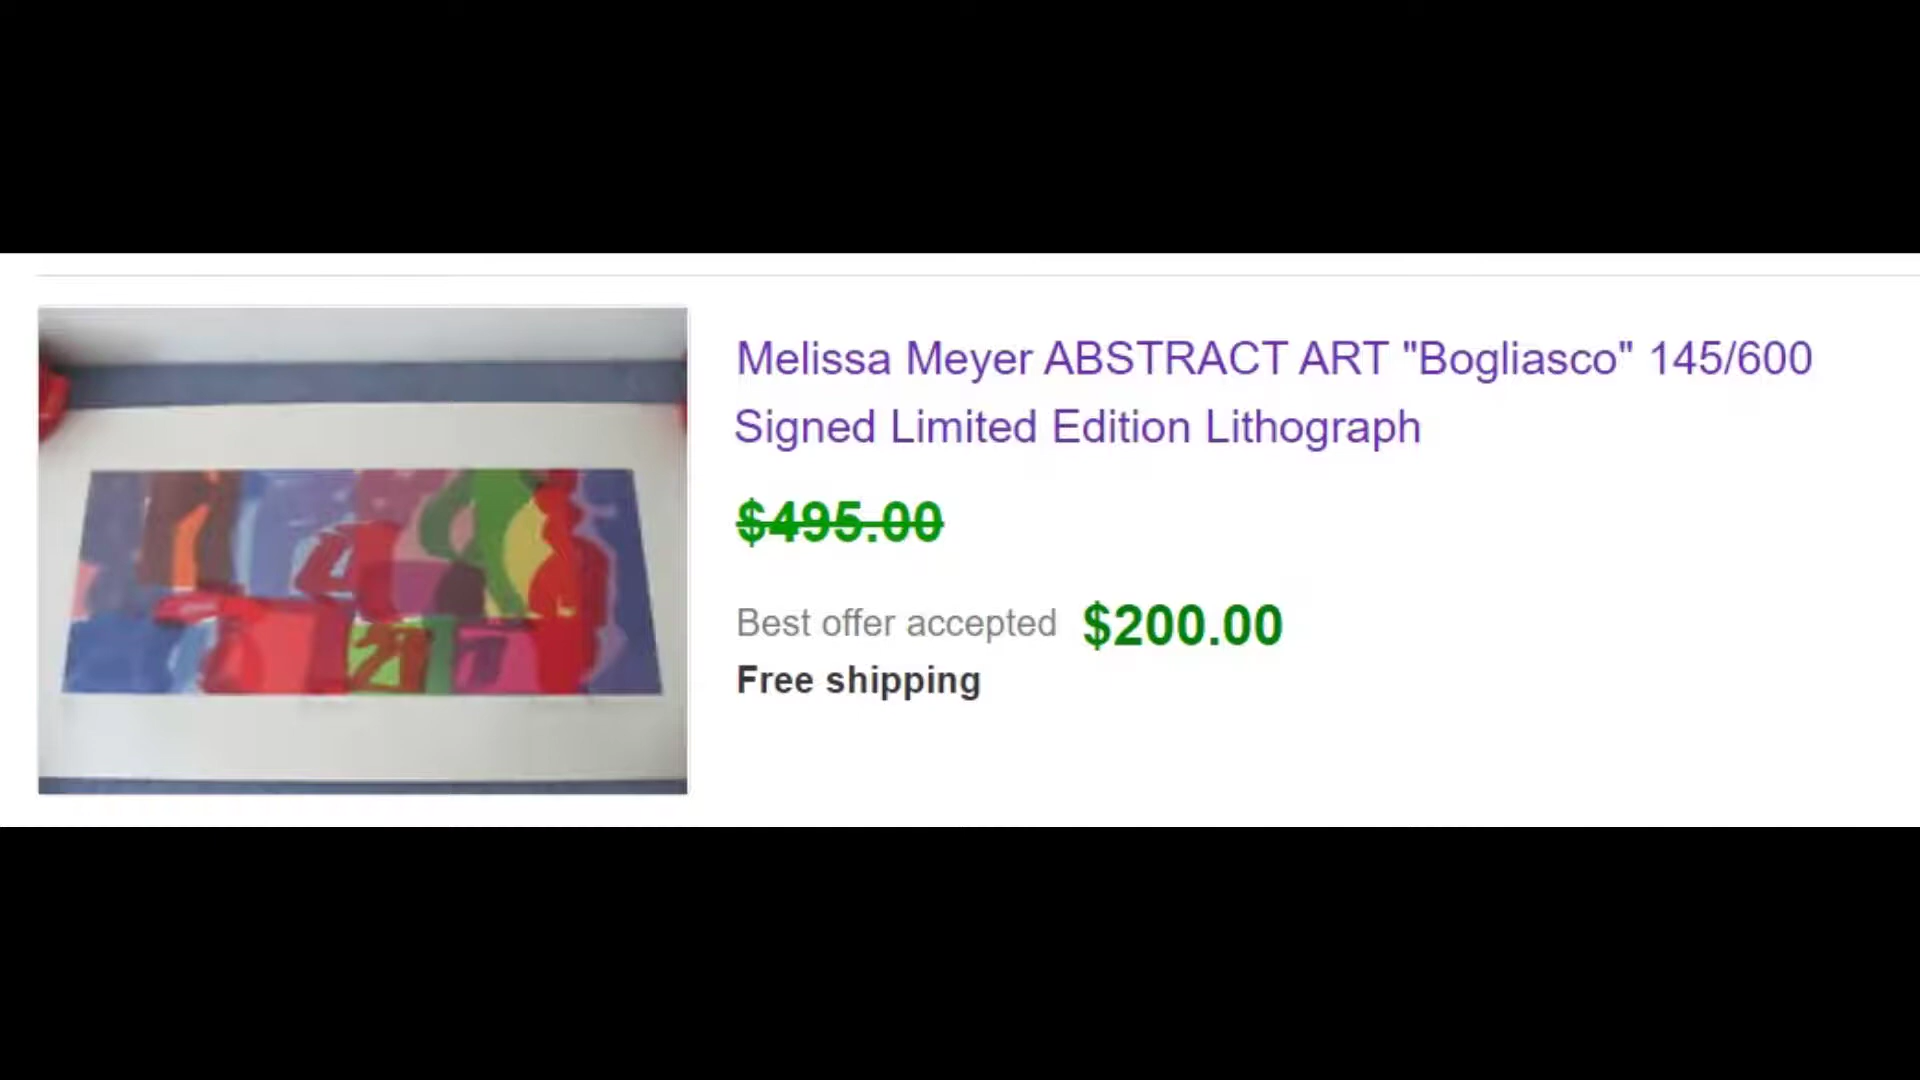 Melissa Meyer ABSTRACT ART "Bogliasco" 145/600
Signed Limited Edition Lithograph
$495.00
Best offer accepted $200.00
Free shipping